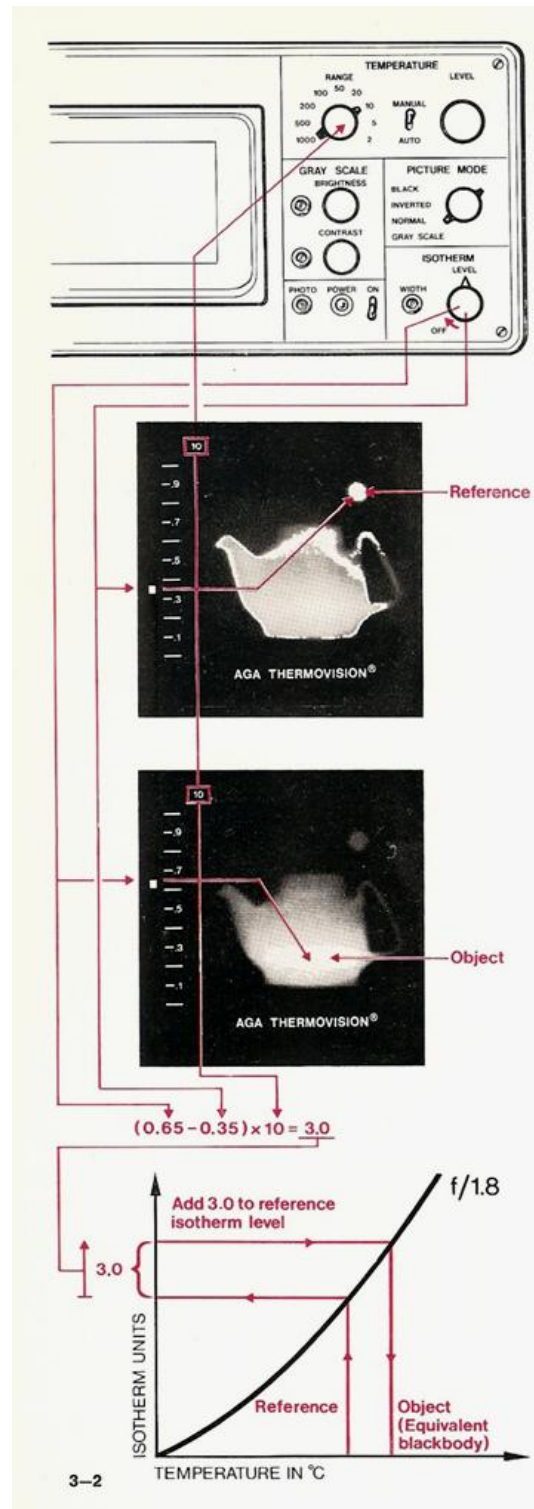 TEMPERATURE
RANGE
LEVEL
100 50 20
200 10
500 5
1000 2
MANUAL
AUTO
GRAY SCALE
BRIGHTNESS
CONTRAST
PICTURE MODE
BLACK
INVERTED
NORMAL
GRAY SCALE
ISOTHERM
LEVEL
PHOTO POWER ON
WIDTH
OFF
10
.9
.7
.5
.3
.1
Reference
AGA THERMOVISION®
10
.9
.7
.5
.3
.1
Object
AGA THERMOVISION®
(0.65-0.35)×10=3.0
f/1.8
Add 3.0 to reference
isotherm level
3.0
ISOTHERM UNITS
Reference
Object
(Equivalent
blackbody)
TEMPERATURE IN °C
3—2